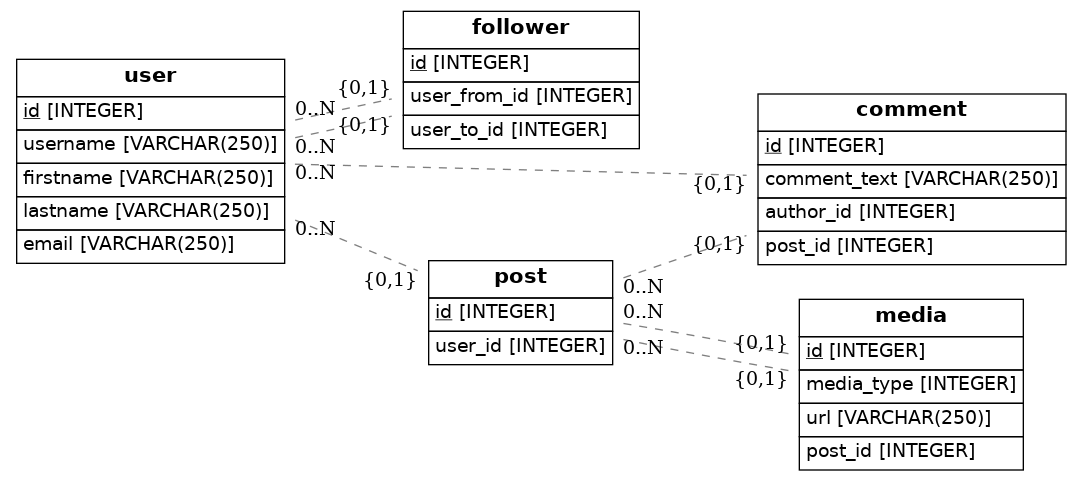 follower
id [INTEGER]
user_from_id [INTEGER]
user_to_id [INTEGER]
user
id [INTEGER]
username [VARCHAR(250)]
firstname [VARCHAR(250)]
lastname [VARCHAR(250)]
email [VARCHAR(250)]
{0,1}
0..N
{0,1}
0..N
0..N
{0,1}
0..N
{0,1}
comment
id [INTEGER]
comment_text [VARCHAR(250)]
author_id [INTEGER]
post_id [INTEGER]
{0,1}
post
id [INTEGER]
user_id [INTEGER]
0..N
0..N
{0,1}
0..N
{0,1}
media
id [INTEGER]
media_type [INTEGER]
url [VARCHAR(250)]
post_id [INTEGER]